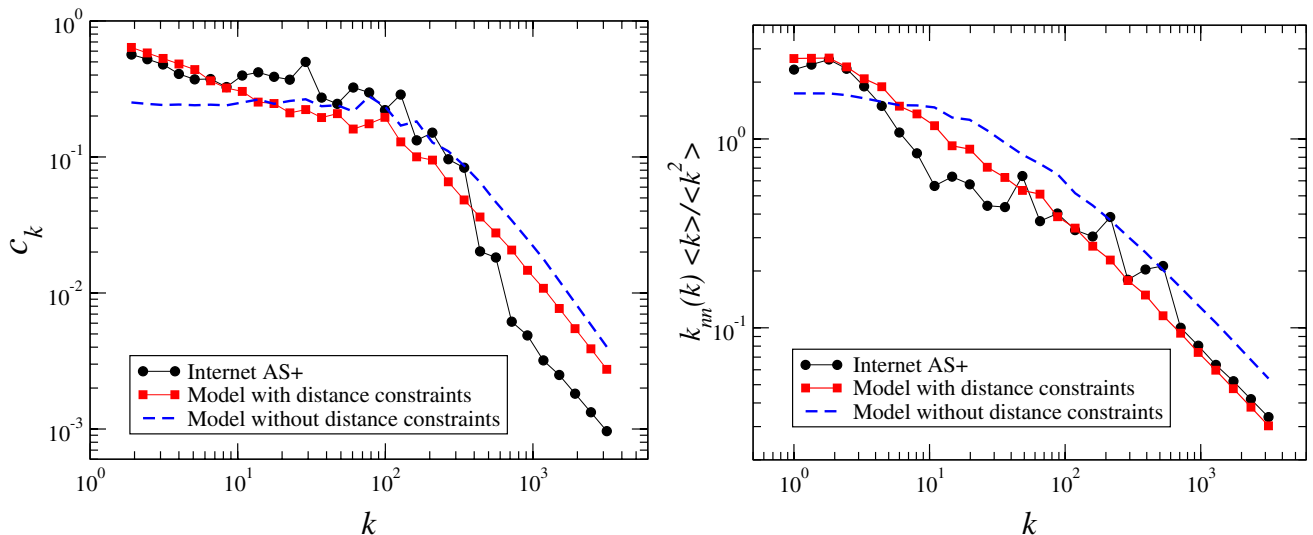 10^0
10^-1
10^-2
10^-3
c_k
10^0 10^1 10^2 10^3
k
Internet AS+
Model with distance constraints
Model without distance constraints
10^0
10^-1
k_nn(k) <k>/<k^2>
10^0 10^1 10^2 10^3
k
Internet AS+
Model with distance constraints
Model without distance constraints